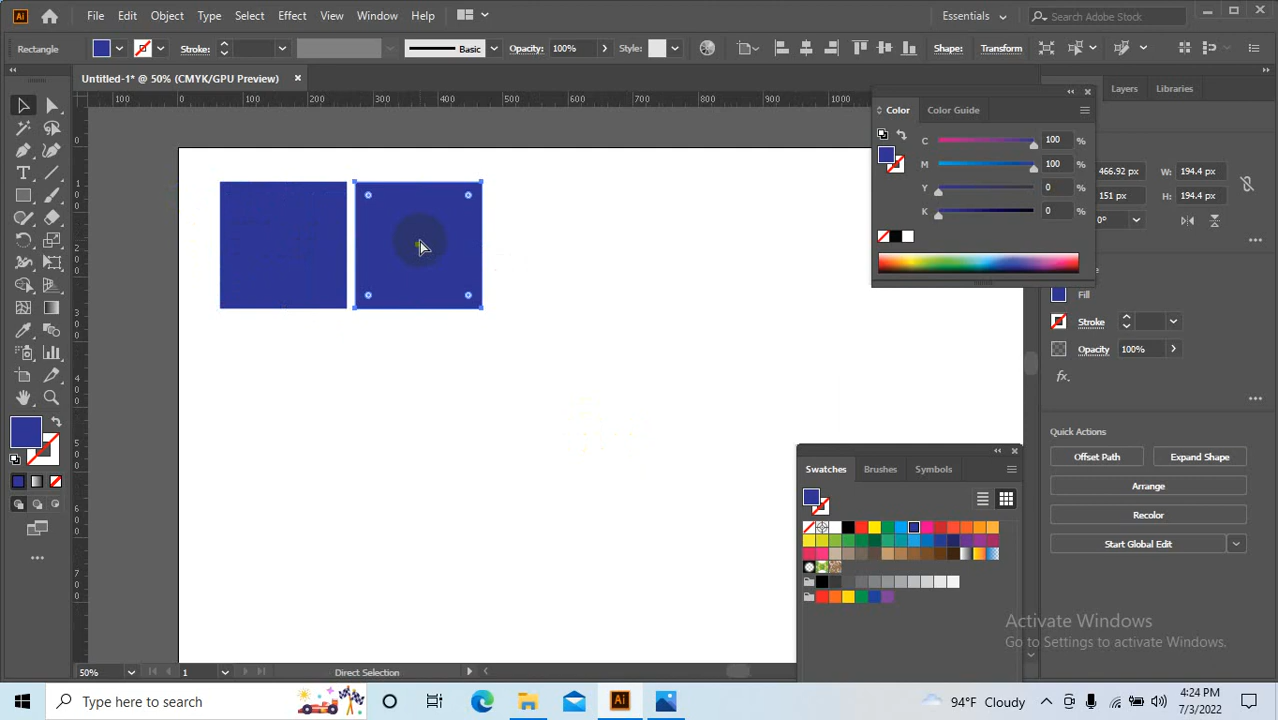 Ai File Edit Object Type Select Effect View Window Help Essentials Search Adobe Stock
Rectangle Stroke: Basic Opacity: 100% Style: Shape: Transform
Untitled-1* @ 50% (CMYK/GPU Preview) Layers Libraries
100 0 100 200 300 400 500 600 700 800 900 1000
Color Color Guide
C 100 %
M 100 %
Y 0 %
K 0 %
466.92 px W: 194.4 px
151 px H: 194.4 px
0°
Fill
Stroke
Opacity 100%
fx.
Quick Actions
Offset Path Expand Shape
Arrange
Recolor
Start Global Edit
Swatches Brushes Symbols
Activate Windows
Go to Settings to activate Windows.
50% 1 Direct Selection
Type here to search Ai 94°F Cloudy 4:24 PM
7/3/2022